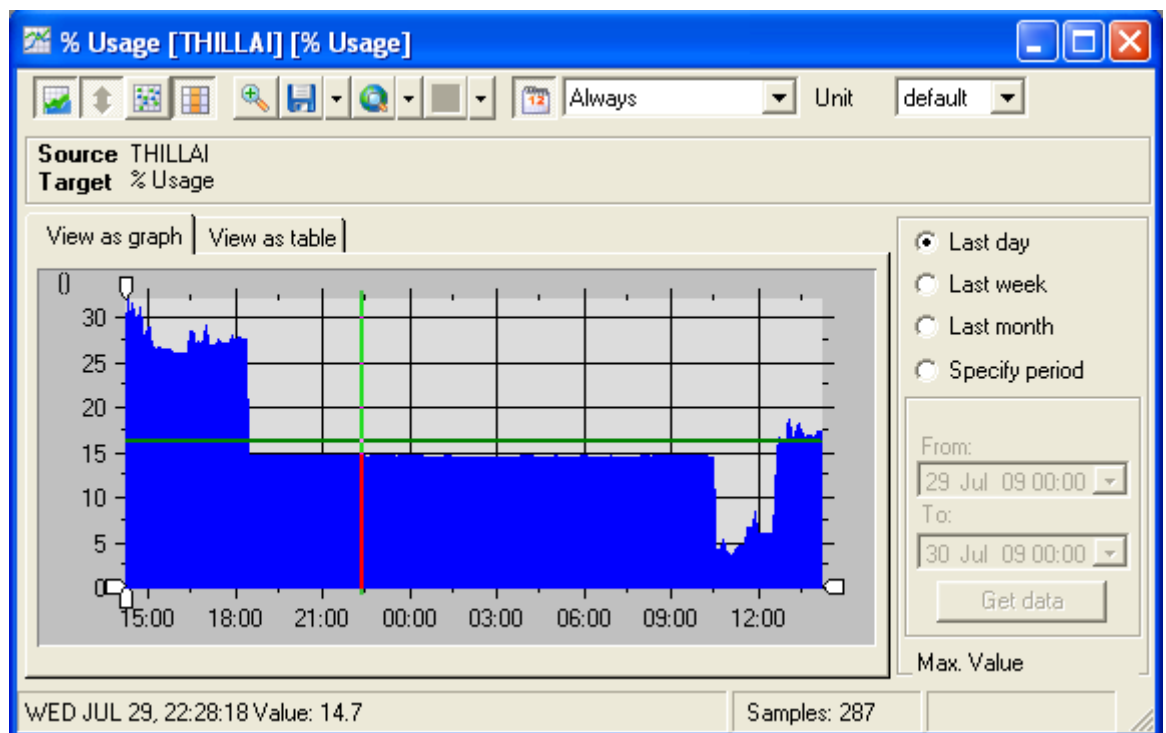 % Usage [THILLAI] [% Usage]
12 Always Unit default
Source THILLAI
Target % Usage
View as graph View as table
()
30
25
20
15
10
5
0
15:00 18:00 21:00 00:00 03:00 06:00 09:00 12:00
Last day
Last week
Last month
Specify period
From:
29 Jul 09 00:00
To:
30 Jul 09 00:00
Get data
Max. Value
WED JUL 29, 22:28:18 Value: 14.7 Samples: 287